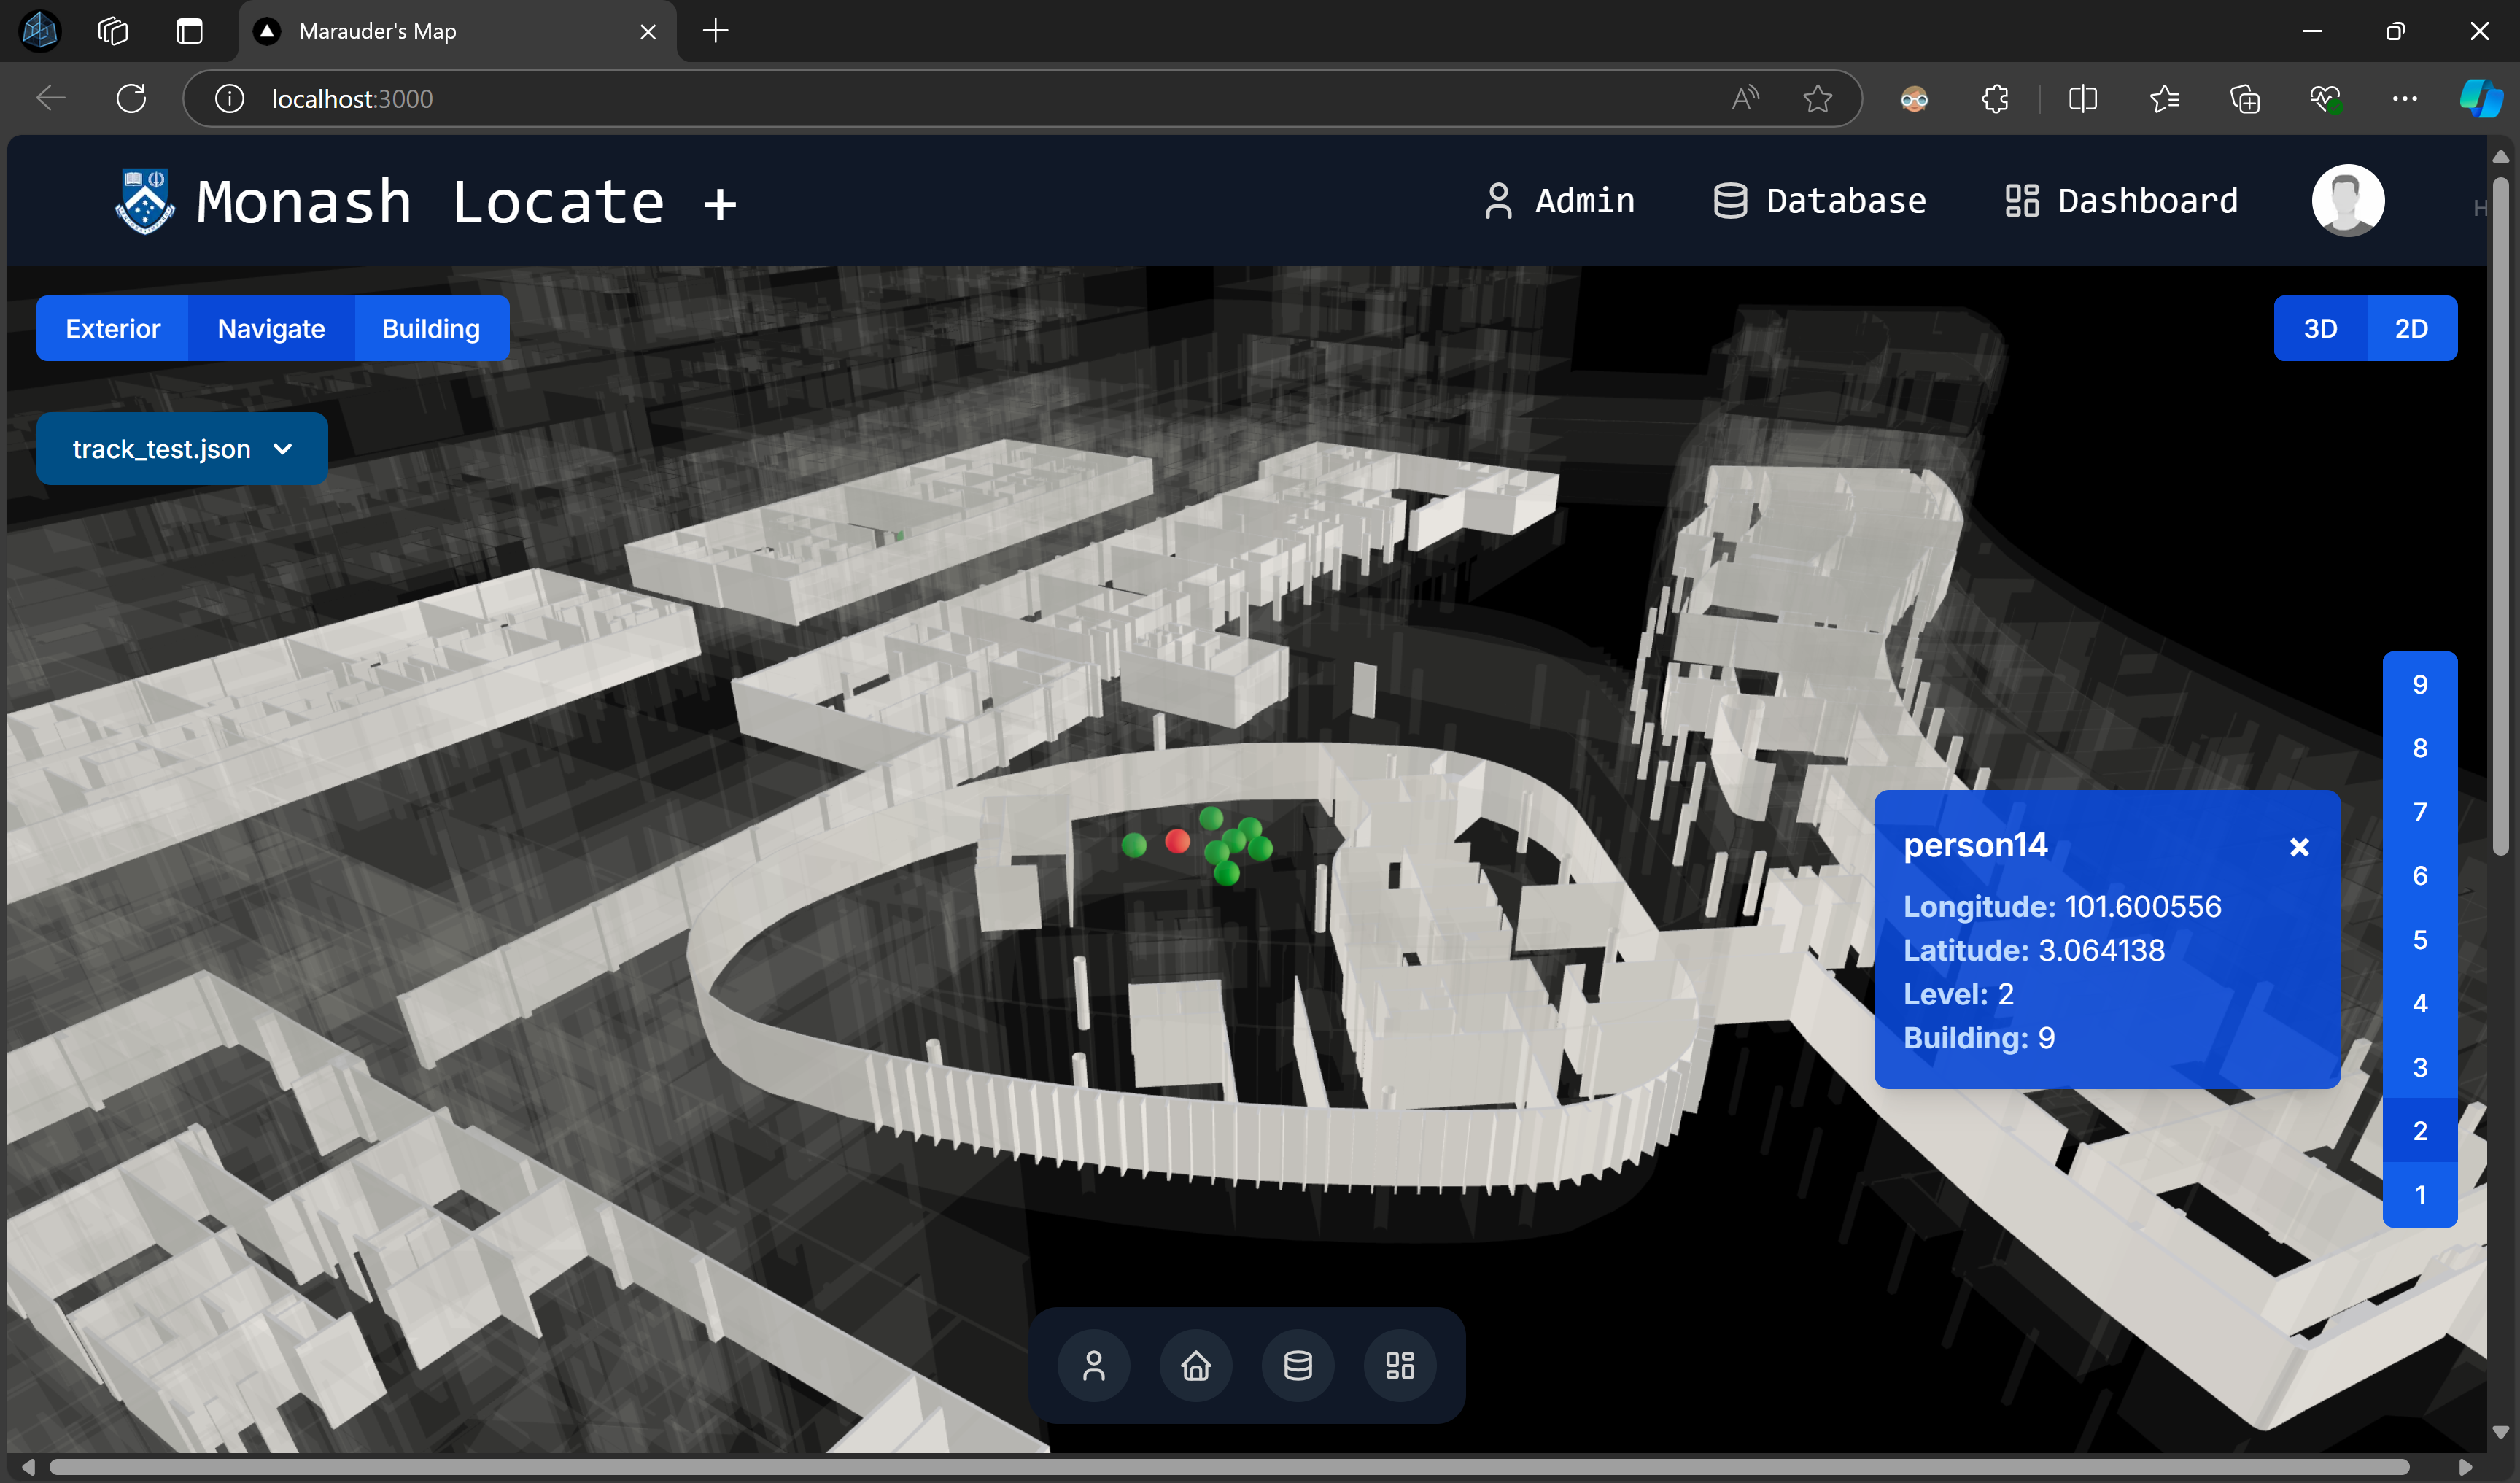 Marauder's Map
localhost:3000
Monash Locate +
Admin
Database
Dashboard
H
Exterior
Navigate
Building
3D
2D
track_test.json
9
8
7
6
5
4
3
2
1
person14
Longitude: 101.600556
Latitude: 3.064138
Level: 2
Building: 9